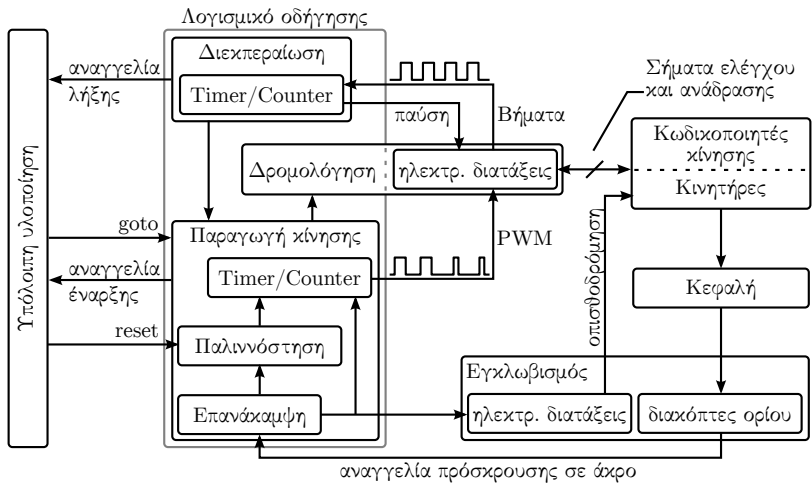 Λογισμικό οδήγησης
Υπόλοιπη υλοποίηση
αναγγελία
λήξης
Διεκπεραίωση
Timer/Counter
παύση
Βήματα
Σήματα ελέγχου
και ανάδρασης
Δρομολόγηση
ηλεκτρ. διατάξεις
Κωδικοποιητές
κίνησης
Κινητήρες
goto
Παραγωγή κίνησης
PWM
αναγγελία
έναρξης
Timer/Counter
οπισθοδρόμηση
Κεφαλή
reset
Παλιννόστηση
Εγκλωβισμός
Επανάκαμψη
ηλεκτρ. διατάξεις
διακόπτες ορίου
αναγγελία πρόσκρουσης σε άκρο